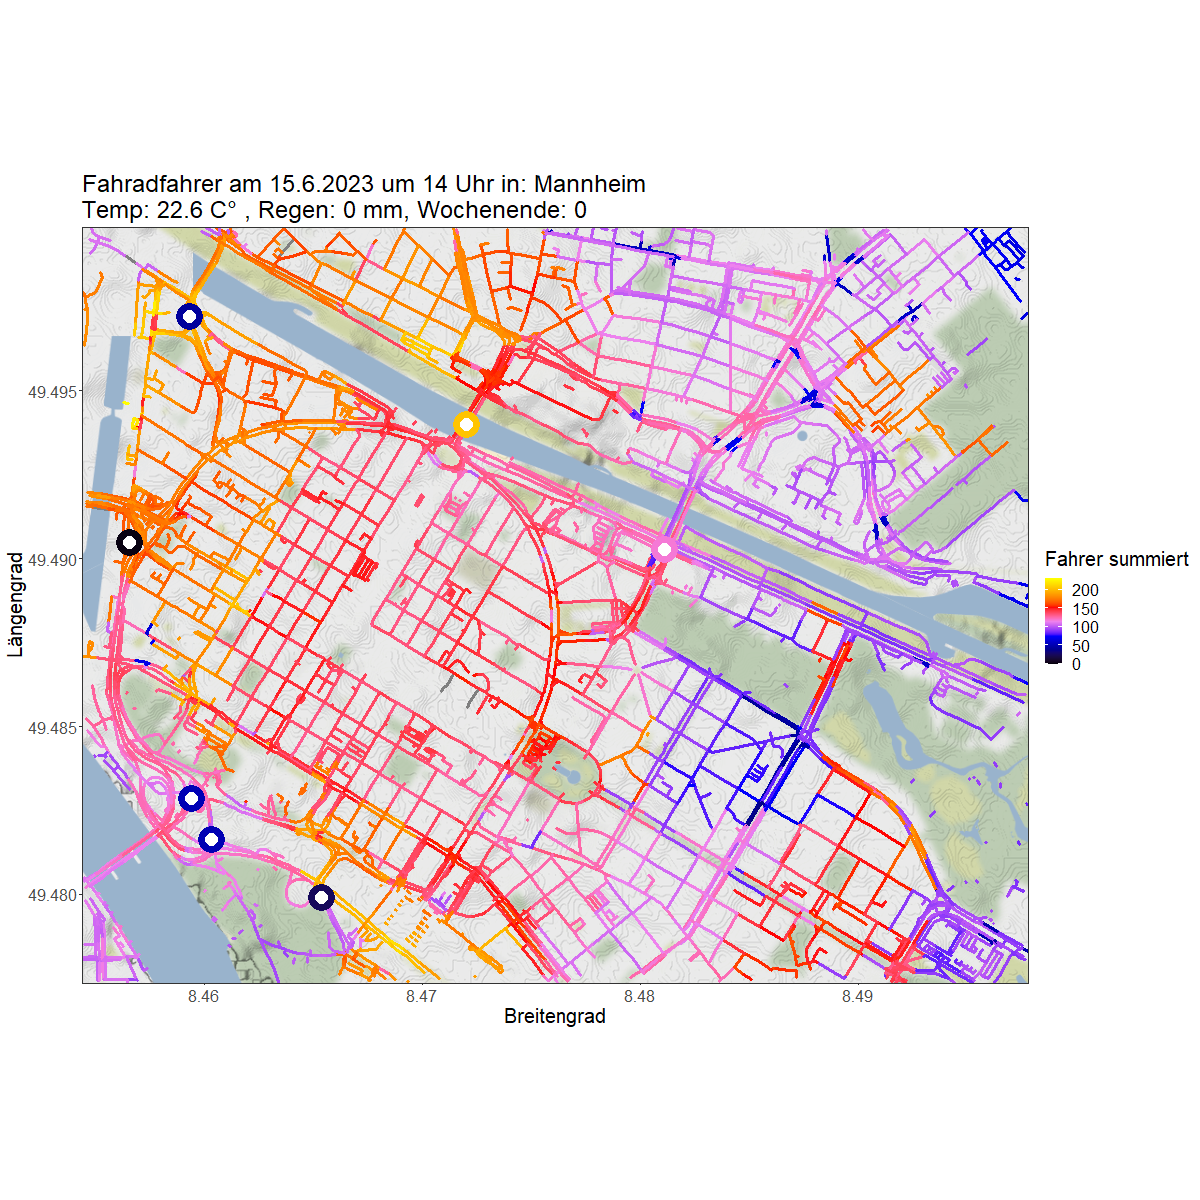 Fahradfahrer am 15.6.2023 um 14 Uhr in: Mannheim
Temp: 22.6 C° , Regen: 0 mm, Wochenende: 0
49.495
49.490
49.485
49.480
Längengrad
8.46
8.47
8.48
8.49
Breitengrad
Fahrer summiert
200
150
100
50
0